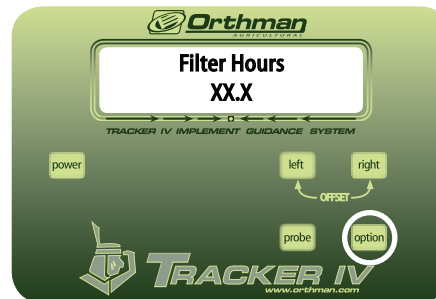 Orthman
AGRICULTURAL
Filter Hours
XX.X
TRACKER IV IMPLEMENT GUIDANCE SYSTEM
power
left
right
OFFSET
probe
option
TRACKER IV
www.orthman.com